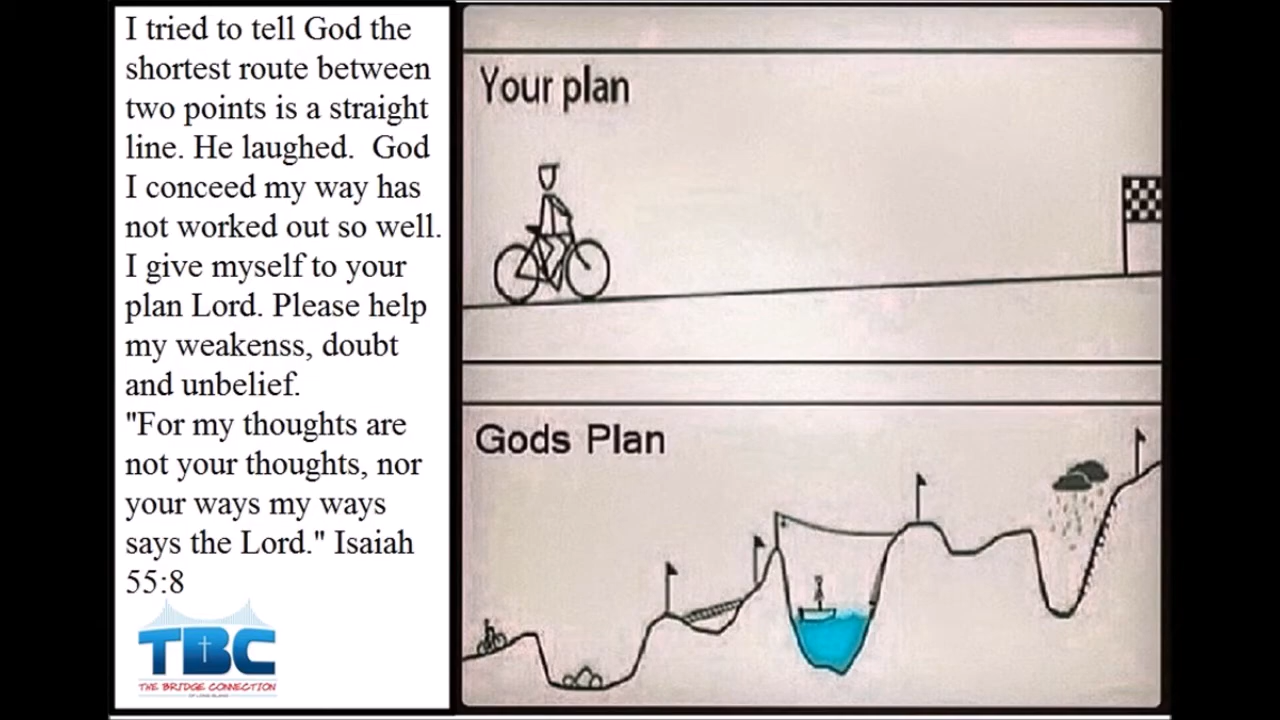 I tried to tell God the
shortest route between
two points is a straight
line. He laughed.  God
I conceed my way has
not worked out so well.
I give myself to your
plan Lord. Please help
my weakenss, doubt
and unbelief.
"For my thoughts are
not your thoughts, nor
your ways my ways
says the Lord." Isaiah
55:8
TBC
THE BRIDGE CONNECTION
OF LONG ISLAND
Your plan
Gods Plan